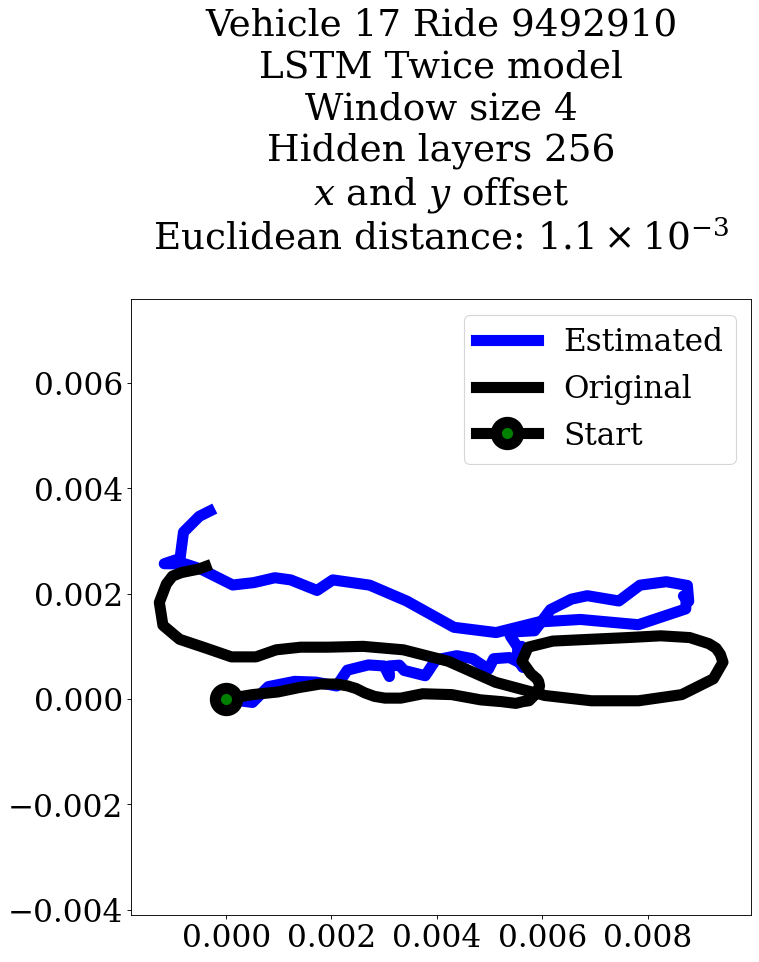 Vehicle 17 Ride 9492910
LSTM Twice model
Window size 4
Hidden layers 256
x and y offset
Euclidean distance: 1.1 × 10⁻³
Estimated
Original
Start
0.006
0.004
0.002
0.000
−0.002
−0.004
0.000 0.002 0.004 0.006 0.008